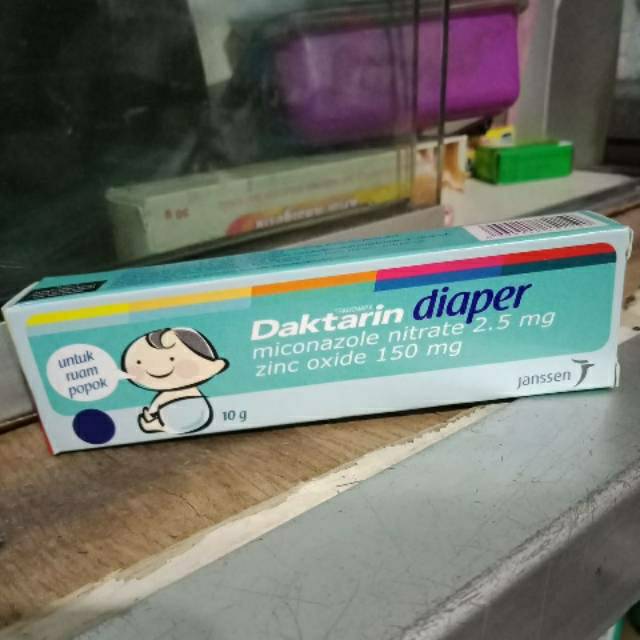 untuk
ruam
popok
Daktarin diaper
miconazole nitrate 2.5 mg
zinc oxide 150 mg
10 g
janssen